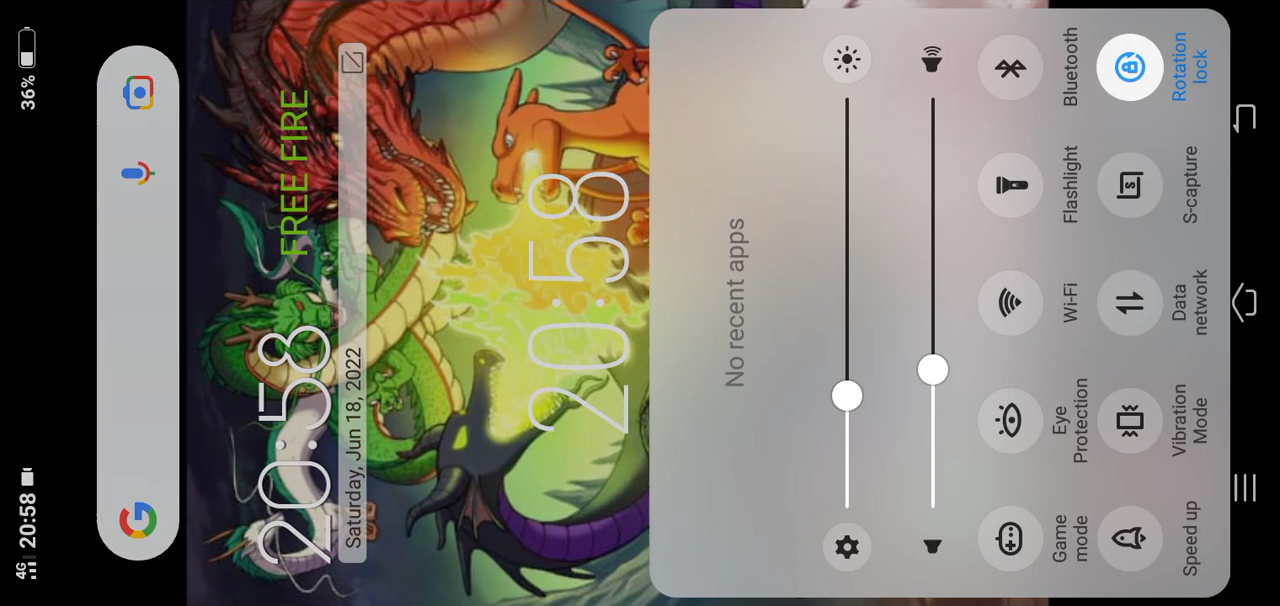 4G 20:58
36%
20:58
FREE FIRE
Saturday, Jun 18, 2022
20:58
No recent apps
Game
mode
Eye
Protection
Wi-Fi
Flashlight
Bluetooth
Speed up
Vibration
Mode
Data
network
S-capture
S
Rotation
lock